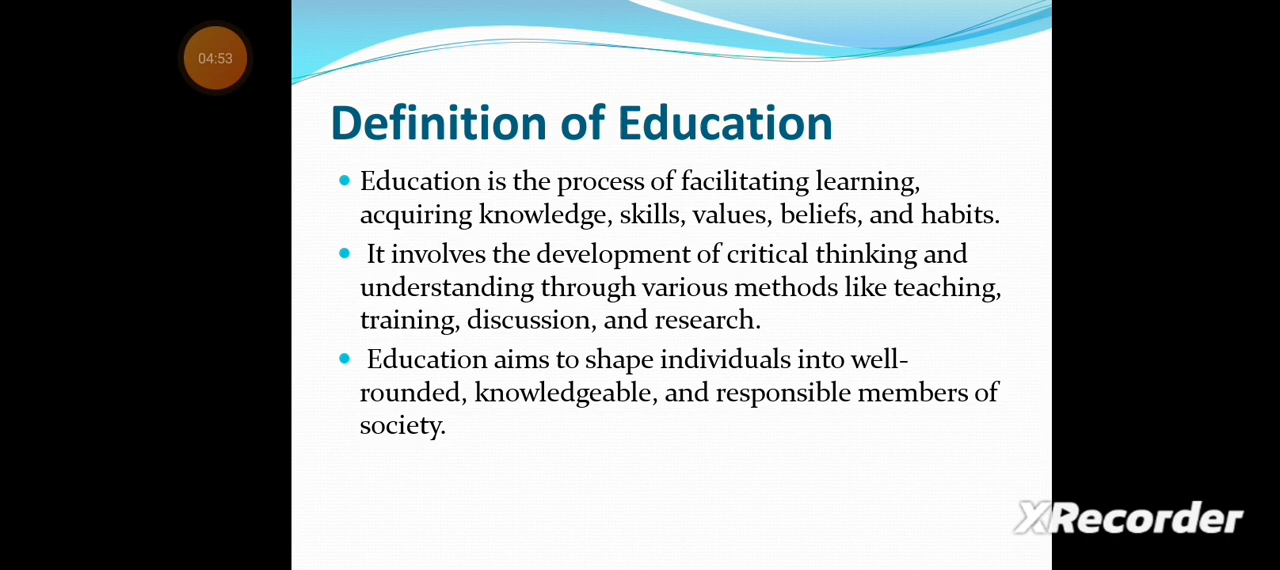 04:53
Definition of Education
• Education is the process of facilitating learning,
acquiring knowledge, skills, values, beliefs, and habits.
• It involves the development of critical thinking and
understanding through various methods like teaching,
training, discussion, and research.
• Education aims to shape individuals into well-
rounded, knowledgeable, and responsible members of
society.
XRecorder